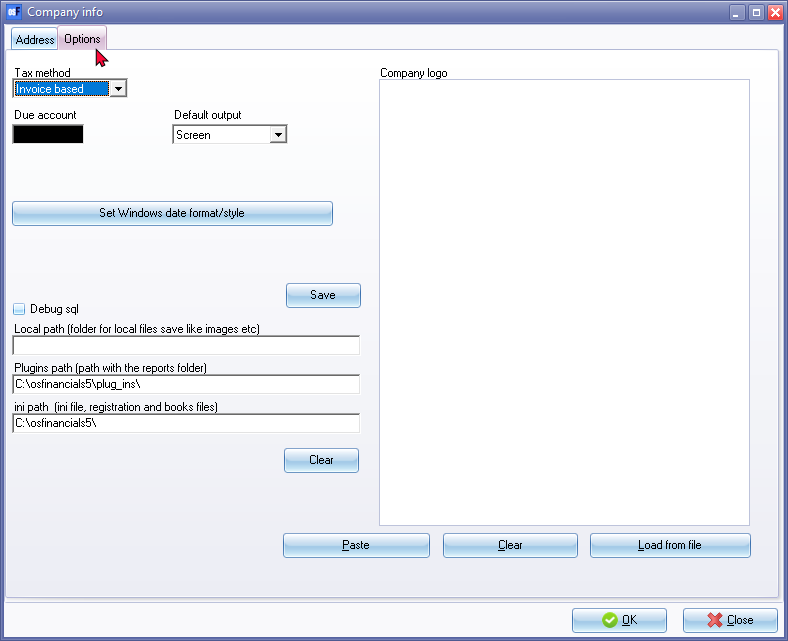 Company info
Address Options
Tax method
Invoice based
Due account
Default output
Screen
Set Windows date format/style
Save
Debug sql
Local path (folder for local files save like images etc)
Plugins path (path with the reports folder)
C:\osfinancials5\plug_ins\
ini path (ini file, registration and books files)
C:\osfinancials5\
Clear
Company logo
Paste Clear Load from file
OK Close